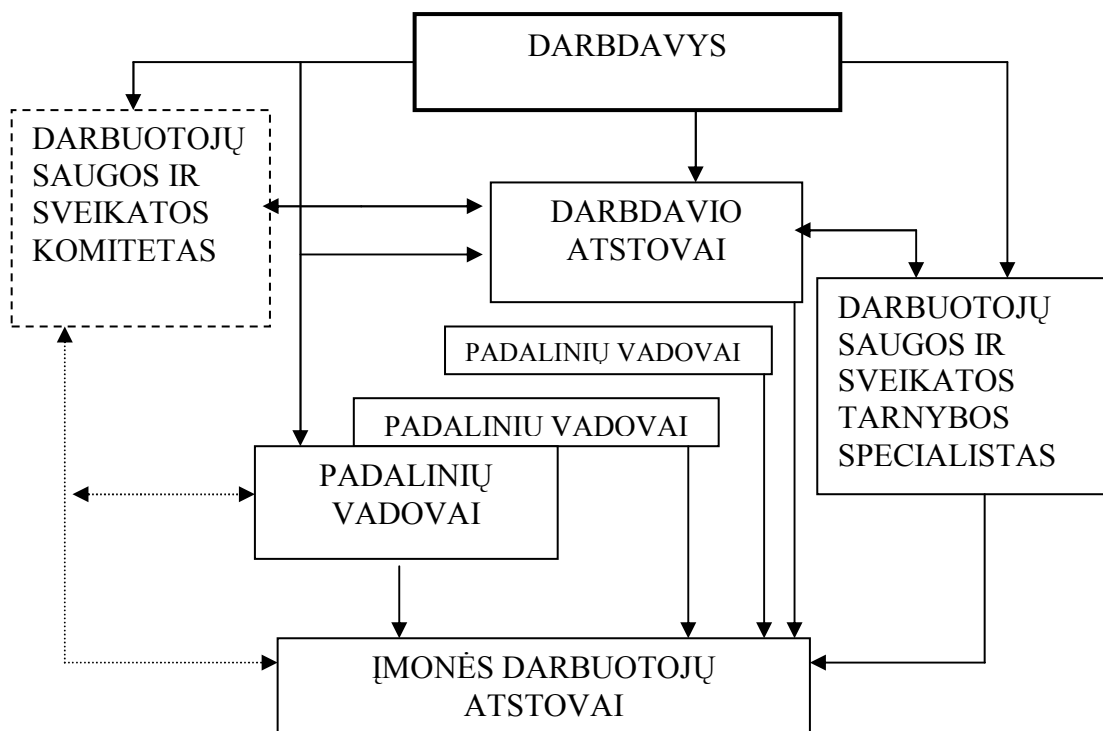 DARBDAVYS
DARBUOTOJŲ
SAUGOS IR
SVEIKATOS
KOMITETAS
DARBDAVIO
ATSTOVAI
DARBUOTOJŲ
SAUGOS IR
SVEIKATOS
TARNYBOS
SPECIALISTAS
PADALINIŲ VADOVAI
PADALINIU VADOVAI
PADALINIŲ
VADOVAI
ĮMONĖS DARBUOTOJŲ
ATSTOVAI